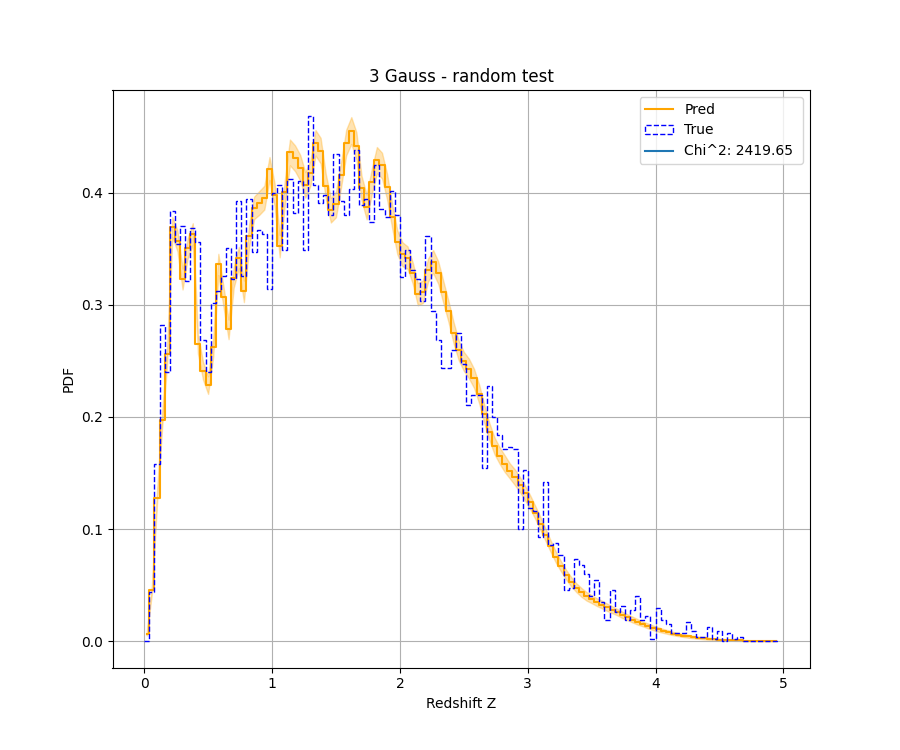 3 Gauss - random test
Pred
True
Chi^2: 2419.65
PDF
0.4
0.3
0.2
0.1
0.0
0 1 2 3 4 5
Redshift Z